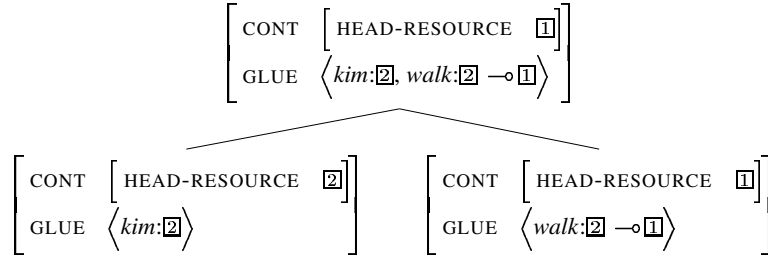 CONT [ HEAD-RESOURCE 1 ]
GLUE ⟨ kim:2, walk:2 ⊸ 1 ⟩
CONT [ HEAD-RESOURCE 2 ]
GLUE ⟨ kim:2 ⟩
CONT [ HEAD-RESOURCE 1 ]
GLUE ⟨ walk:2 ⊸ 1 ⟩